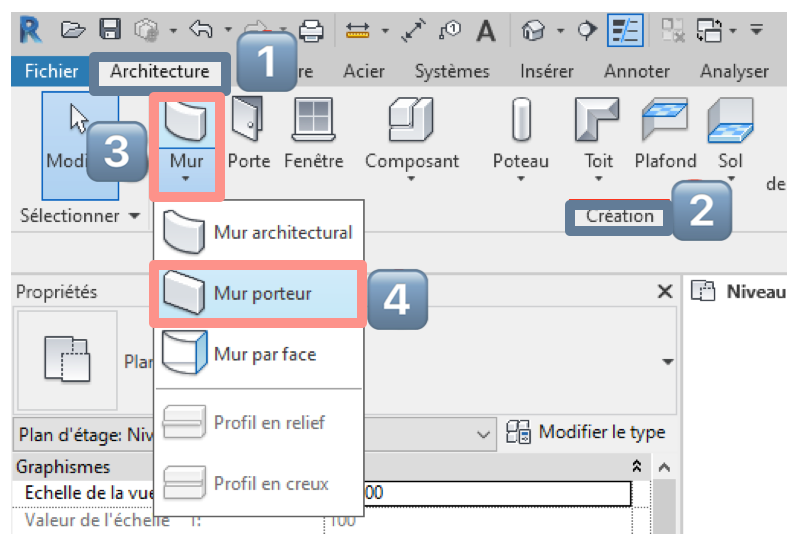 R A
Fichier Architecture 1 re Acier Systèmes Insérer Annoter Analyser
3 Modi Mur Porte Fenêtre Composant Poteau Toit Plafond Sol
de
Sélectionner Création 2
Mur architectural
Propriétés Mur porteur 4 Niveau
Plan Mur par face
Profil en relief
Plan d'étage: Niv Modifier le type
Graphismes
Profil en creux
Echelle de la vue 00
Valeur de l'échelle 1: 100